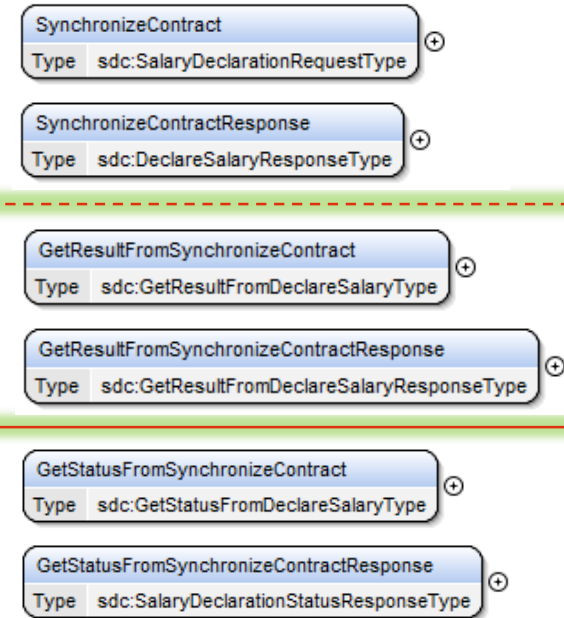 SynchronizeContract
Type sdc:SalaryDeclarationRequestType
SynchronizeContractResponse
Type sdc:DeclareSalaryResponseType
GetResultFromSynchronizeContract
Type sdc:GetResultFromDeclareSalaryType
GetResultFromSynchronizeContractResponse
Type sdc:GetResultFromDeclareSalaryResponseType
GetStatusFromSynchronizeContract
Type sdc:GetStatusFromDeclareSalaryType
GetStatusFromSynchronizeContractResponse
Type sdc:SalaryDeclarationStatusResponseType